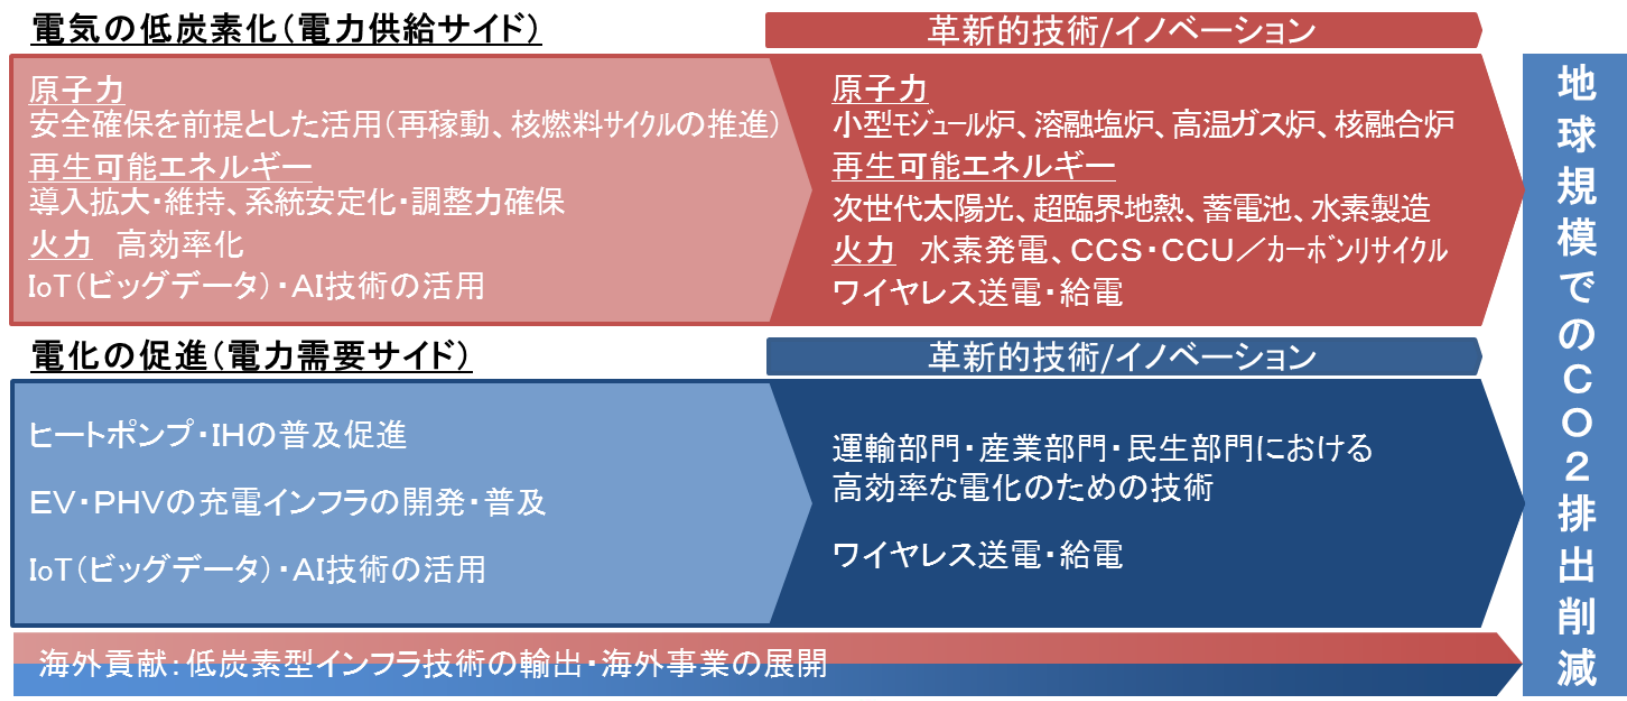 電気の低炭素化（電力供給サイド）
革新的技術/イノベーション
原子力
安全確保を前提とした活用（再稼動、核燃料ｻｲｸﾙの推進）
再生可能エネルギー
導入拡大・維持、系統安定化・調整力確保
火力　高効率化
IoT（ビッグデータ）・AI技術の活用
原子力
小型ﾓｼﾞｭｰﾙ炉、溶融塩炉、高温ガス炉、核融合炉
再生可能エネルギー
次世代太陽光、超臨界地熱、蓄電池、水素製造
火力　水素発電、ＣＣＳ・ＣＣＵ／ｶｰﾎﾞﾝﾘｻｲｸﾙ
ワイヤレス送電・給電
電化の促進（電力需要サイド）
革新的技術/イノベーション
ヒートポンプ・IHの普及促進
ＥＶ・ＰＨＶの充電インフラの開発・普及
IoT（ビッグデータ）・AI技術の活用
運輸部門・産業部門・民生部門における
高効率な電化のための技術
ワイヤレス送電・給電
海外貢献：低炭素型インフラ技術の輸出・海外事業の展開
地球規模でのＣＯ２排出削減